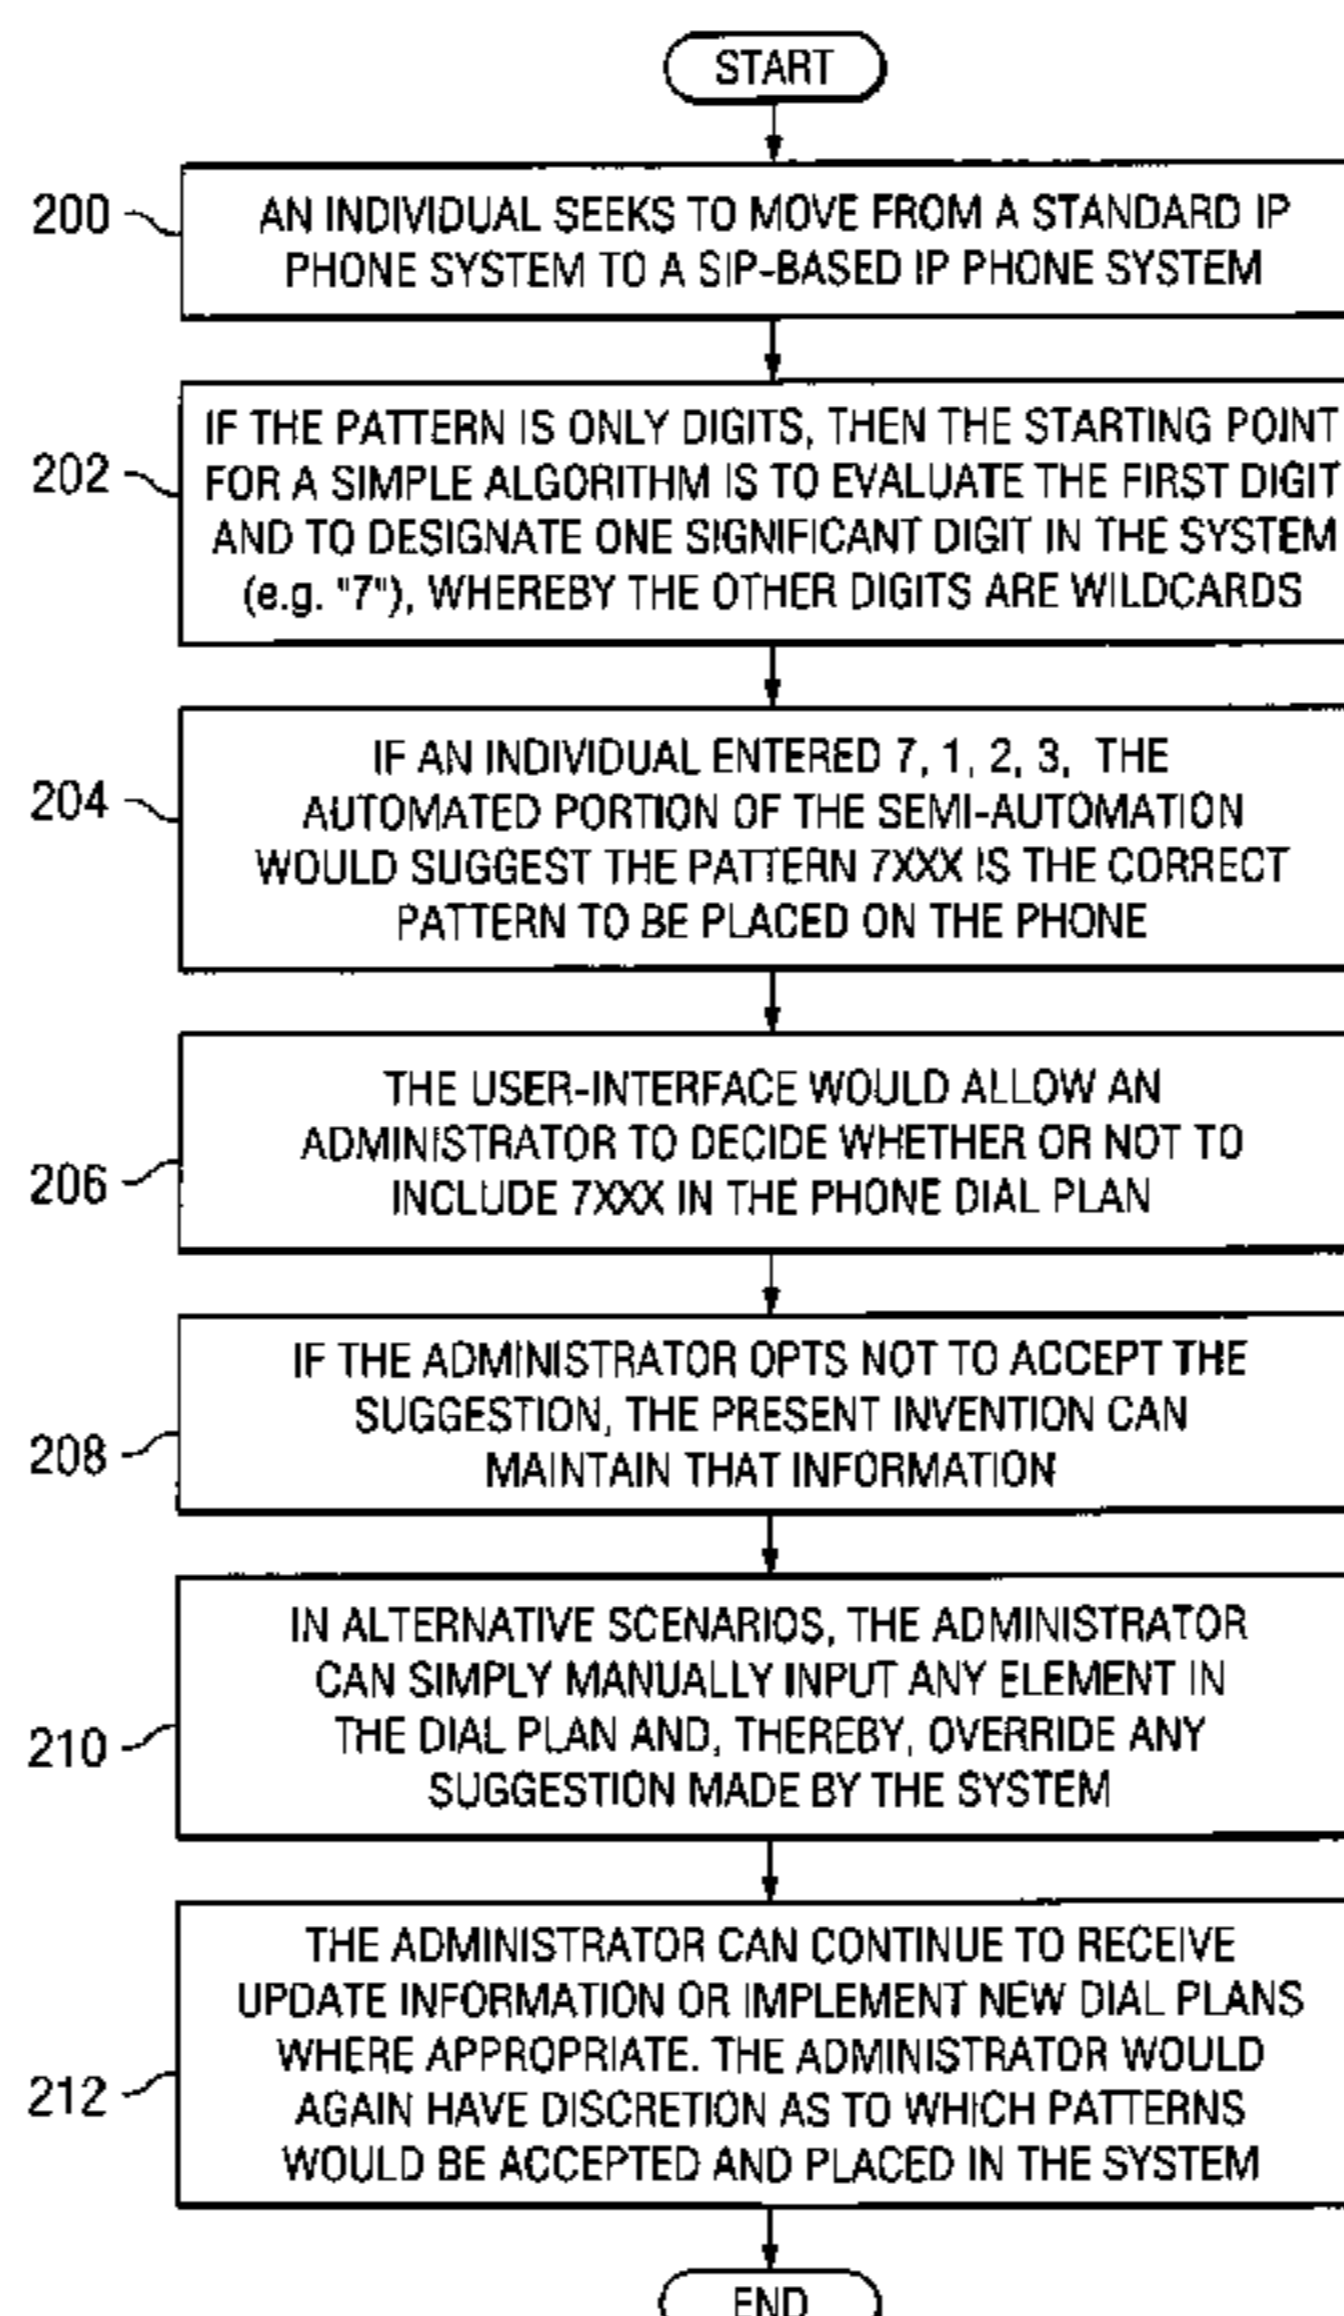 START
200
AN INDIVIDUAL SEEKS TO MOVE FROM A STANDARD IP
PHONE SYSTEM TO A SIP-BASED IP PHONE SYSTEM
202
IF THE PATTERN IS ONLY DIGITS, THEN THE STARTING POINT
FOR A SIMPLE ALGORITHM IS TO EVALUATE THE FIRST DIGIT
AND TO DESIGNATE ONE SIGNIFICANT DIGIT IN THE SYSTEM
(e.g. "7"), WHEREBY THE OTHER DIGITS ARE WILDCARDS
204
IF AN INDIVIDUAL ENTERED 7, 1, 2, 3, THE
AUTOMATED PORTION OF THE SEMI-AUTOMATION
WOULD SUGGEST THE PATTERN 7XXX IS THE CORRECT
PATTERN TO BE PLACED ON THE PHONE
206
THE USER-INTERFACE WOULD ALLOW AN
ADMINISTRATOR TO DECIDE WHETHER OR NOT TO
INCLUDE 7XXX IN THE PHONE DIAL PLAN
208
IF THE ADMINISTRATOR OPTS NOT TO ACCEPT THE
SUGGESTION, THE PRESENT INVENTION CAN
MAINTAIN THAT INFORMATION
210
IN ALTERNATIVE SCENARIOS, THE ADMINISTRATOR
CAN SIMPLY MANUALLY INPUT ANY ELEMENT IN
THE DIAL PLAN AND, THEREBY, OVERRIDE ANY
SUGGESTION MADE BY THE SYSTEM
212
THE ADMINISTRATOR CAN CONTINUE TO RECEIVE
UPDATE INFORMATION OR IMPLEMENT NEW DIAL PLANS
WHERE APPROPRIATE. THE ADMINISTRATOR WOULD
AGAIN HAVE DISCRETION AS TO WHICH PATTERNS
WOULD BE ACCEPTED AND PLACED IN THE SYSTEM
END